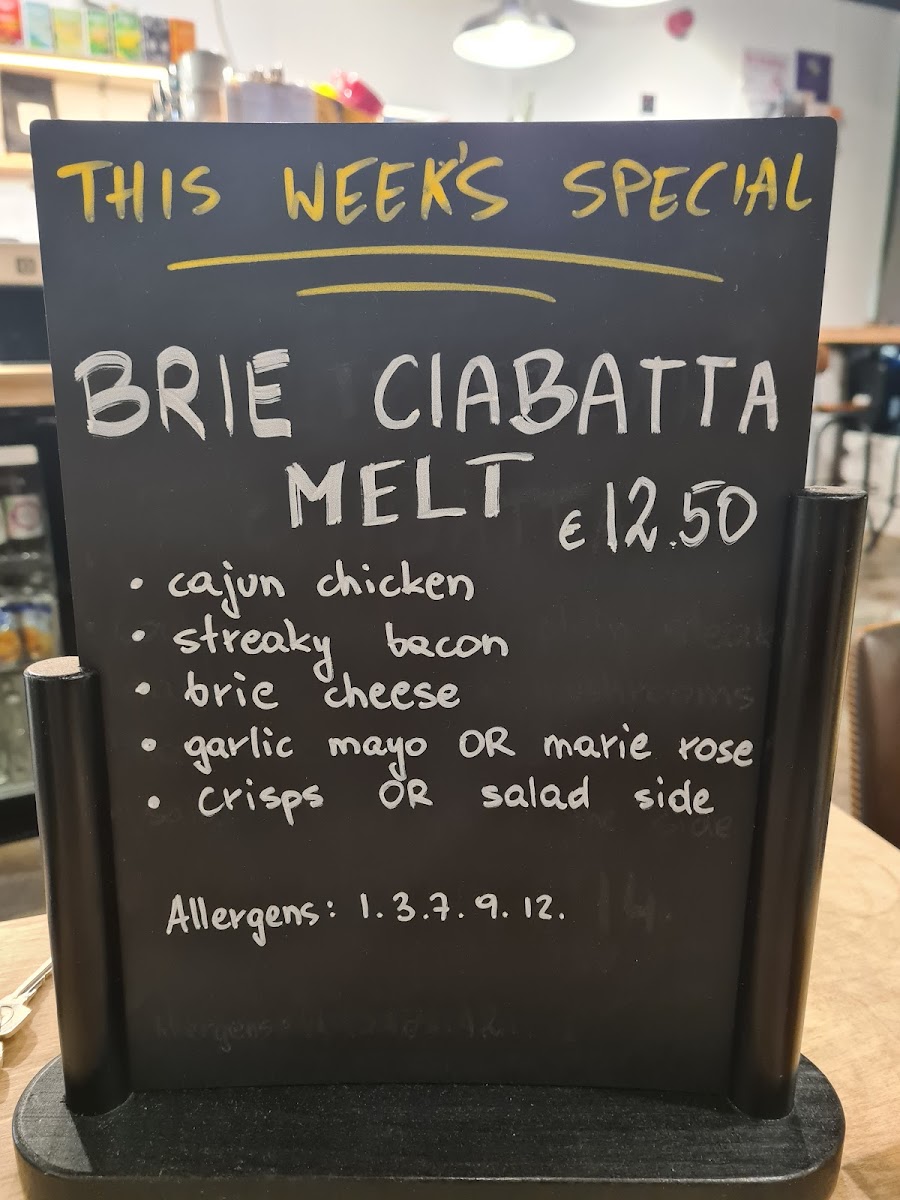 THIS WEEK'S SPECIAL
BRIE CIABATTA
MELT €12.50
• cajun chicken
• streaky bacon
• brie cheese
• garlic mayo OR marie rose
• crisps OR salad side
Allergens: 1.3.7.9.12.